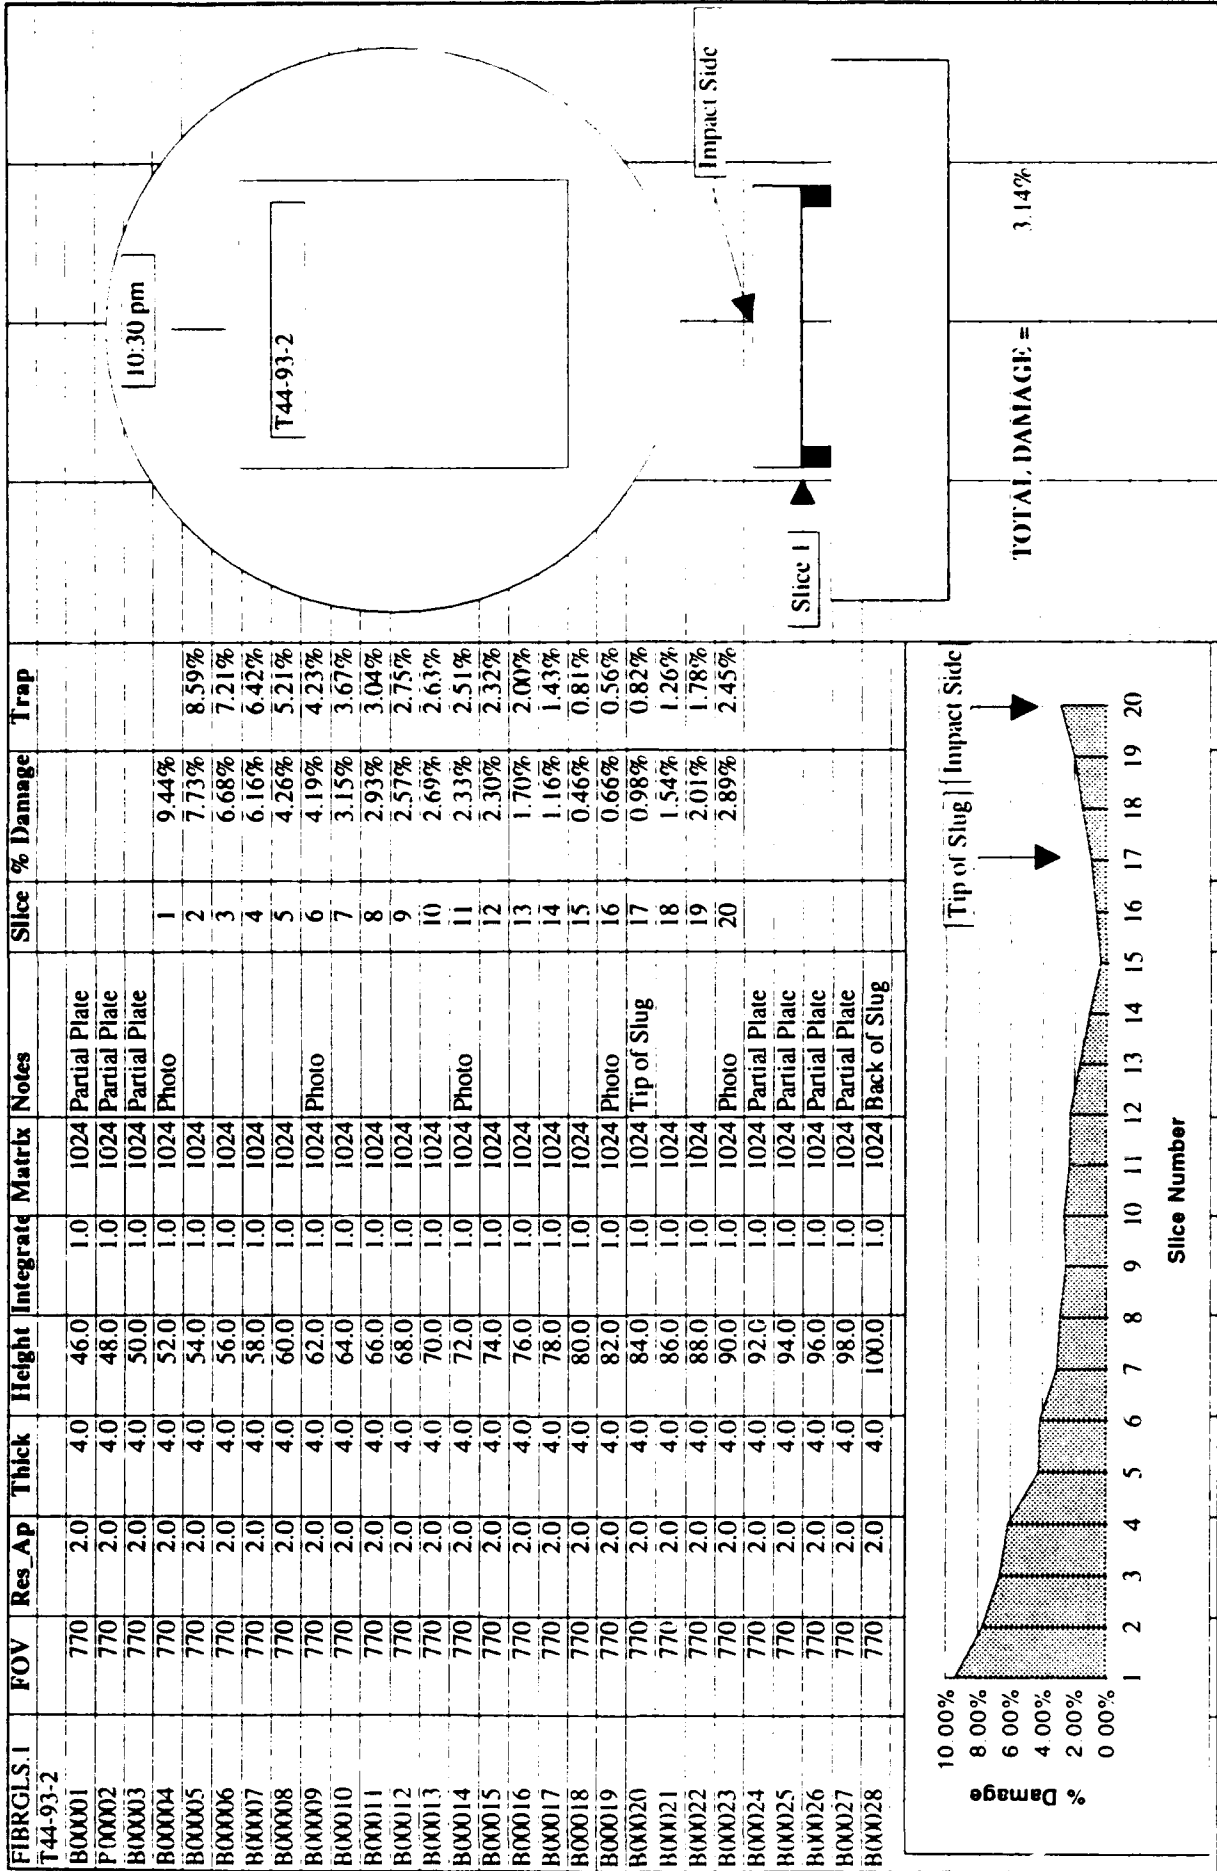 FIBRGLS.1 FOV Res_Ap Thick Height Integrate Matrix Notes Slice % Damage Trap
T44-93-2
B00001 770 2.0 4.0 46.0 1.0 1024 Partial Plate
P00002 770 2.0 4.0 48.0 1.0 1024 Partial Plate
B00003 770 2.0 4.0 50.0 1.0 1024 Partial Plate
B00004 770 2.0 4.0 52.0 1.0 1024 Photo 1 9.44%
B00005 770 2.0 4.0 54.0 1.0 1024 2 7.73% 8.59%
B00006 770 2.0 4.0 56.0 1.0 1024 3 6.68% 7.21%
B00007 770 2.0 4.0 58.0 1.0 1024 4 6.16% 6.42%
B00008 770 2.0 4.0 60.0 1.0 1024 5 4.26% 5.21%
B00009 770 2.0 4.0 62.0 1.0 1024 Photo 6 4.19% 4.23%
B00010 770 2.0 4.0 64.0 1.0 1024 7 3.15% 3.67%
B00011 770 2.0 4.0 66.0 1.0 1024 8 2.93% 3.04%
B00012 770 2.0 4.0 68.0 1.0 1024 9 2.57% 2.75%
B00013 770 2.0 4.0 70.0 1.0 1024 10 2.69% 2.63%
B00014 770 2.0 4.0 72.0 1.0 1024 Photo 11 2.33% 2.51%
B00015 770 2.0 4.0 74.0 1.0 1024 12 2.30% 2.32%
B00016 770 2.0 4.0 76.0 1.0 1024 13 1.70% 2.00%
B00017 770 2.0 4.0 78.0 1.0 1024 14 1.16% 1.43%
B00018 770 2.0 4.0 80.0 1.0 1024 15 0.46% 0.81%
B00019 770 2.0 4.0 82.0 1.0 1024 Photo 16 0.66% 0.56%
B00020 770 2.0 4.0 84.0 1.0 1024 Tip of Slug 17 0.98% 0.82%
B00021 770 2.0 4.0 86.0 1.0 1024 18 1.54% 1.26%
B00022 770 2.0 4.0 88.0 1.0 1024 19 2.01% 1.78%
B00023 770 2.0 4.0 90.0 1.0 1024 Photo 20 2.89% 2.45%
B00024 770 2.0 4.0 92.0 1.0 1024 Partial Plate
B00025 770 2.0 4.0 94.0 1.0 1024 Partial Plate
B00026 770 2.0 4.0 96.0 1.0 1024 Partial Plate
B00027 770 2.0 4.0 98.0 1.0 1024 Partial Plate
B00028 770 2.0 4.0 100.0 1.0 1024 Back of Slug
10:30 pm
T44-93-2
Impact Side
Slice 1
TOTAL DAMAGE = 3.14%
Tip of Slug Impact Side
10.00%
8.00%
6.00%
4.00%
2.00%
0.00%
% Damage
1 2 3 4 5 6 7 8 9 10 11 12 13 14 15 16 17 18 19 20
Slice Number